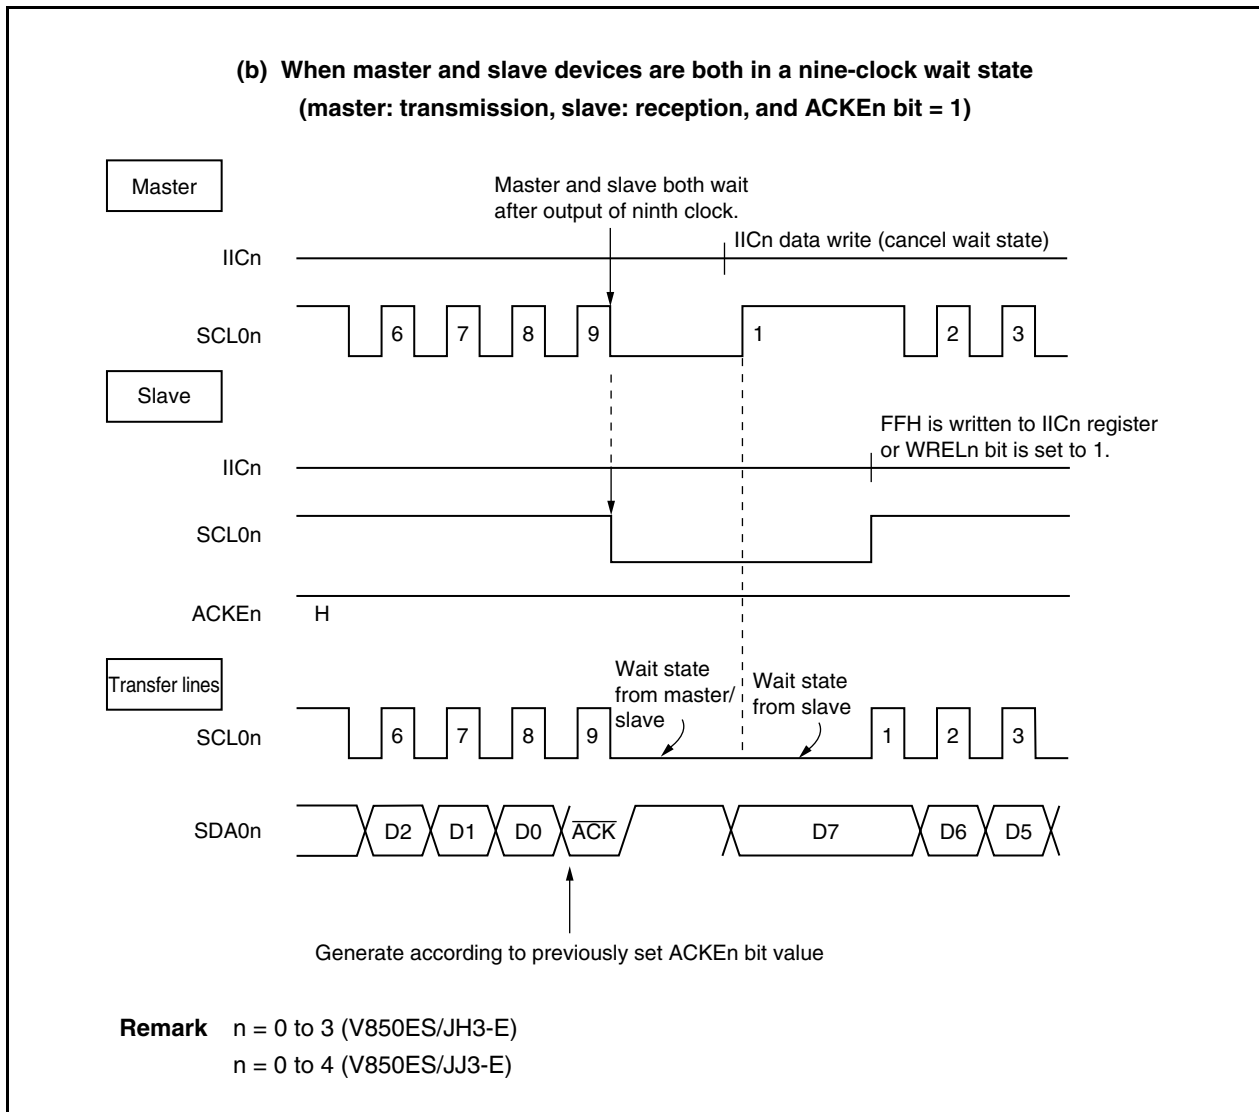 (b) When master and slave devices are both in a nine-clock wait state
(master: transmission, slave: reception, and ACKEn bit = 1)
Master
Master and slave both wait
after output of ninth clock.
IICn data write (cancel wait state)
IICn
SCL0n
6 7 8 9 1 2 3
Slave
FFH is written to IICn register
or WRELn bit is set to 1.
IICn
SCL0n
ACKEn H
Transfer lines
Wait state
from master/
slave
Wait state
from slave
SCL0n
6 7 8 9 1 2 3
SDA0n
D2 D1 D0 ACK D7 D6 D5
Generate according to previously set ACKEn bit value
Remark n = 0 to 3 (V850ES/JH3-E)
n = 0 to 4 (V850ES/JJ3-E)